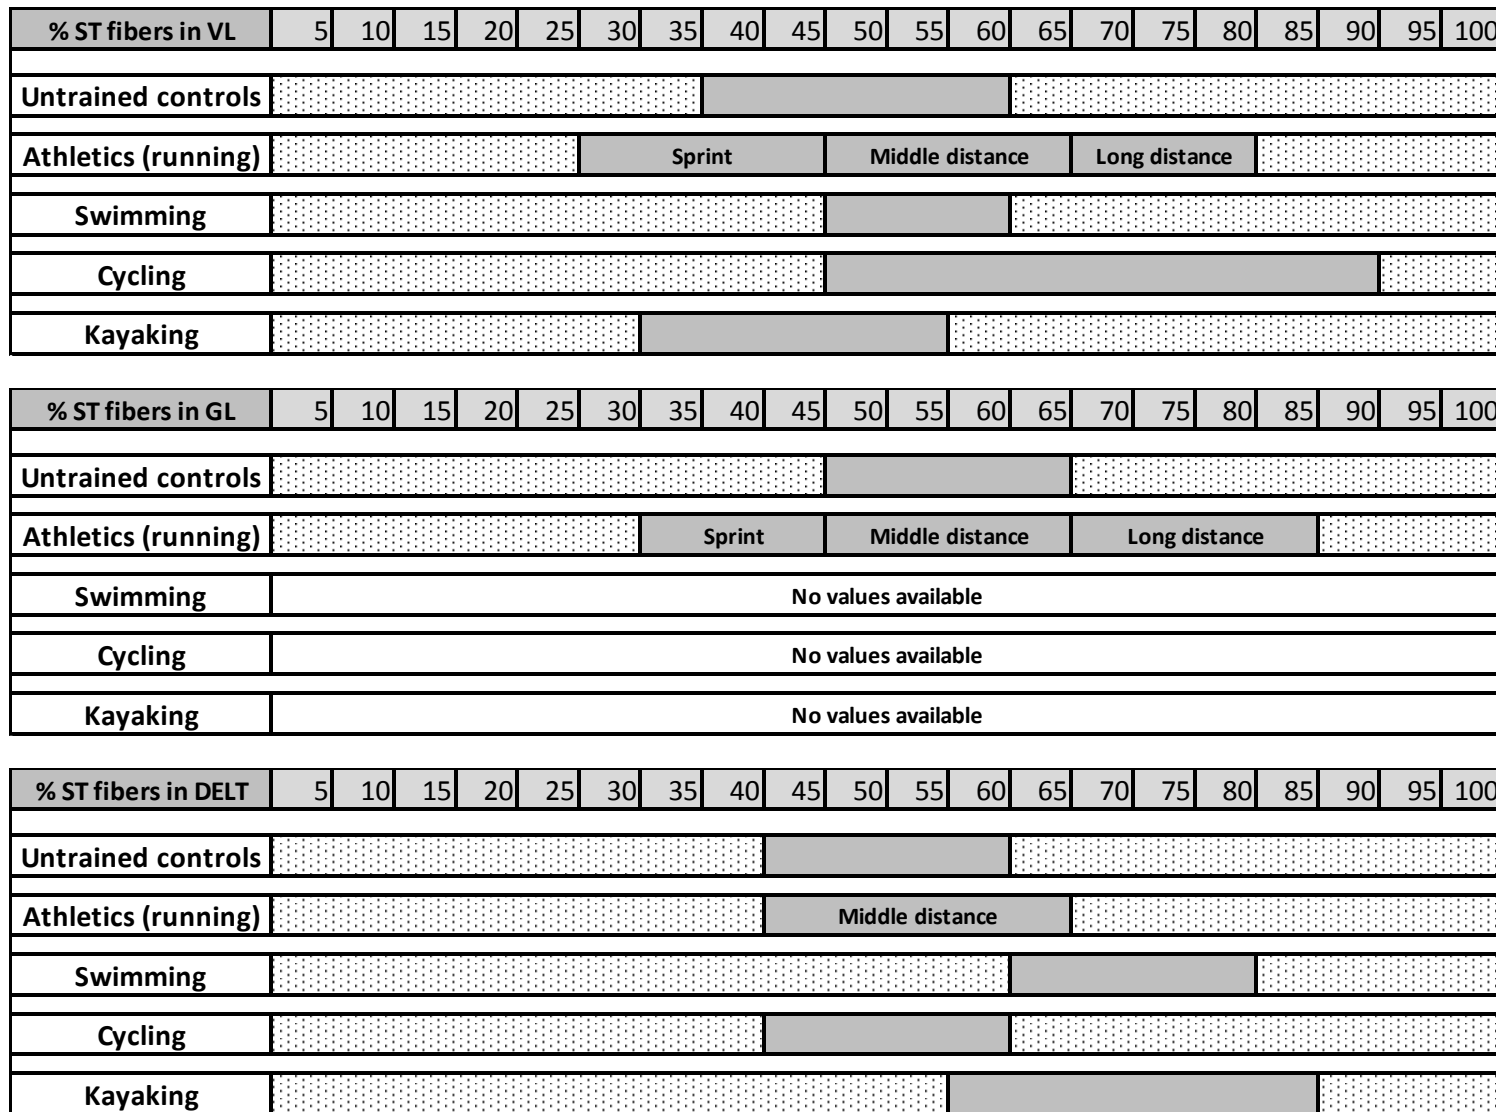 % ST fibers in VL 5 10 15 20 25 30 35 40 45 50 55 60 65 70 75 80 85 90 95 100
Untrained controls
Athletics (running) Sprint Middle distance Long distance
Swimming
Cycling
Kayaking
% ST fibers in GL 5 10 15 20 25 30 35 40 45 50 55 60 65 70 75 80 85 90 95 100
Untrained controls
Athletics (running) Sprint Middle distance Long distance
Swimming No values available
Cycling No values available
Kayaking No values available
% ST fibers in DELT 5 10 15 20 25 30 35 40 45 50 55 60 65 70 75 80 85 90 95 100
Untrained controls
Athletics (running) Middle distance
Swimming
Cycling
Kayaking